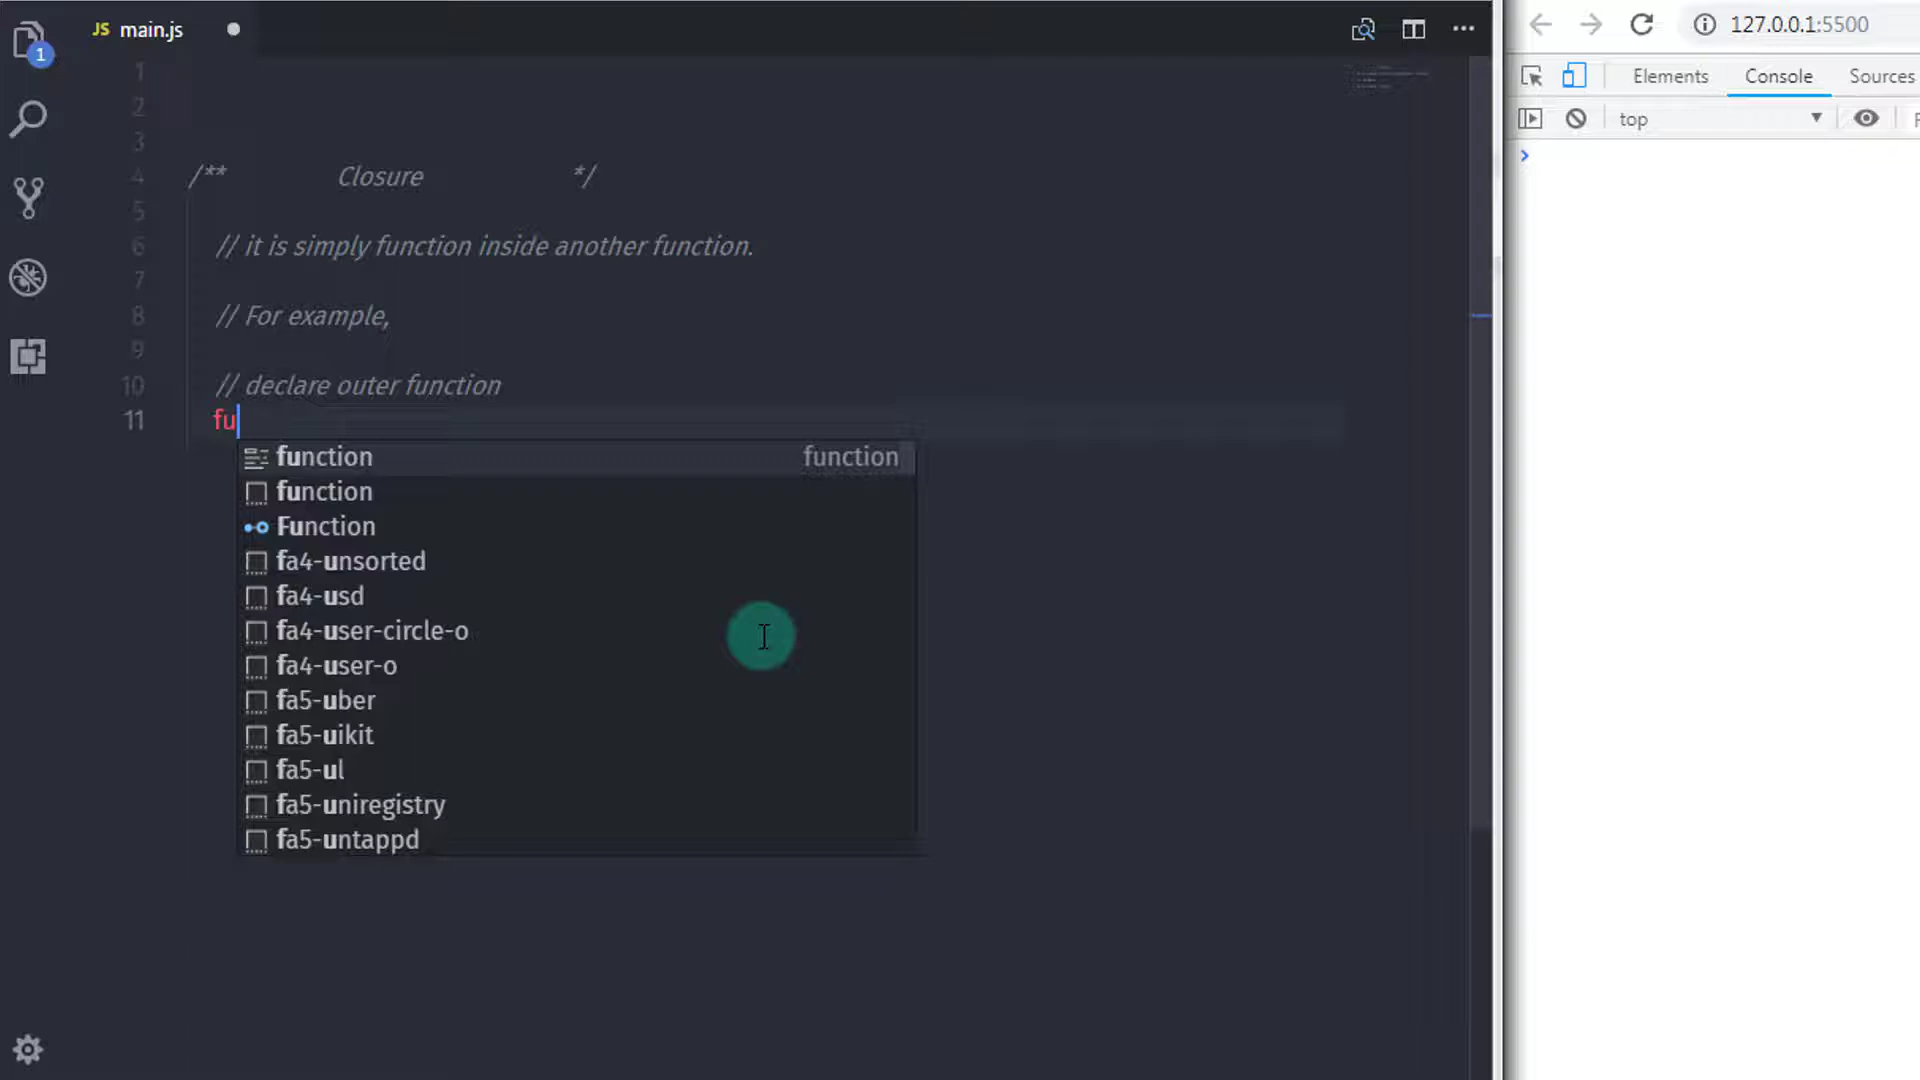 JS main.js
127.0.0.1:5500
Elements Console Sources
top
1
1
2
3
4 /** Closure */
5
6 // it is simply function inside another function.
7
8 // For example,
9
10 // declare outer function
11 fu
function function
function
Function
fa4-unsorted
fa4-usd
fa4-user-circle-o
fa4-user-o
fa5-uber
fa5-uikit
fa5-ul
fa5-uniregistry
fa5-untappd